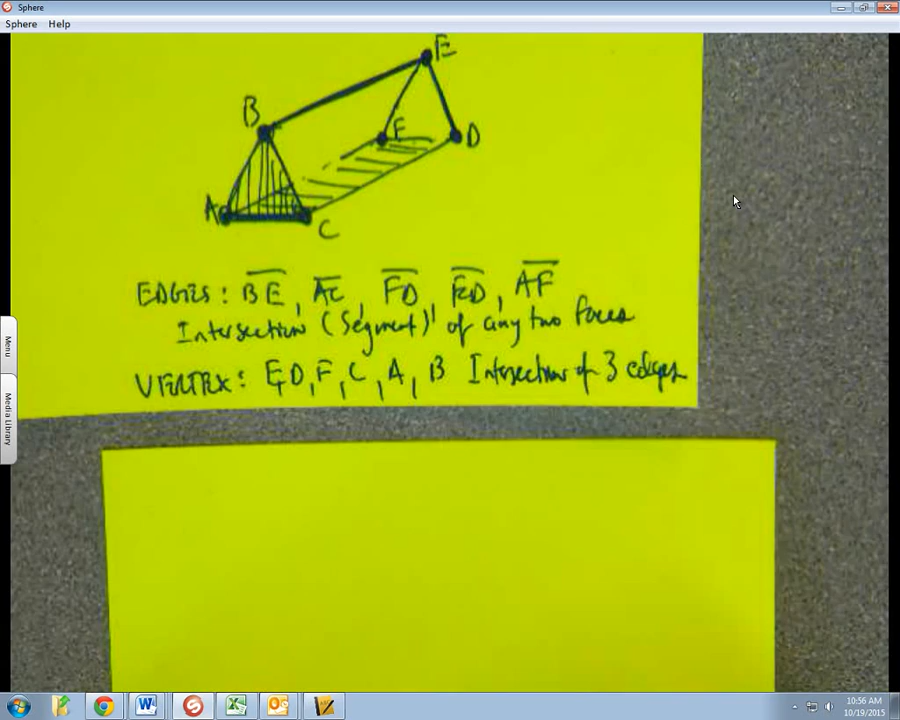 Sphere
Sphere Help
E
B
F
D
A
C
EDGES: BE, AC, FD, ED, AF
Intersection (Segment) of any two faces
VERTEX: E, D, F, C, A, B Intersection of 3 edges
Menu
Media Library
10:56 AM
10/19/2015